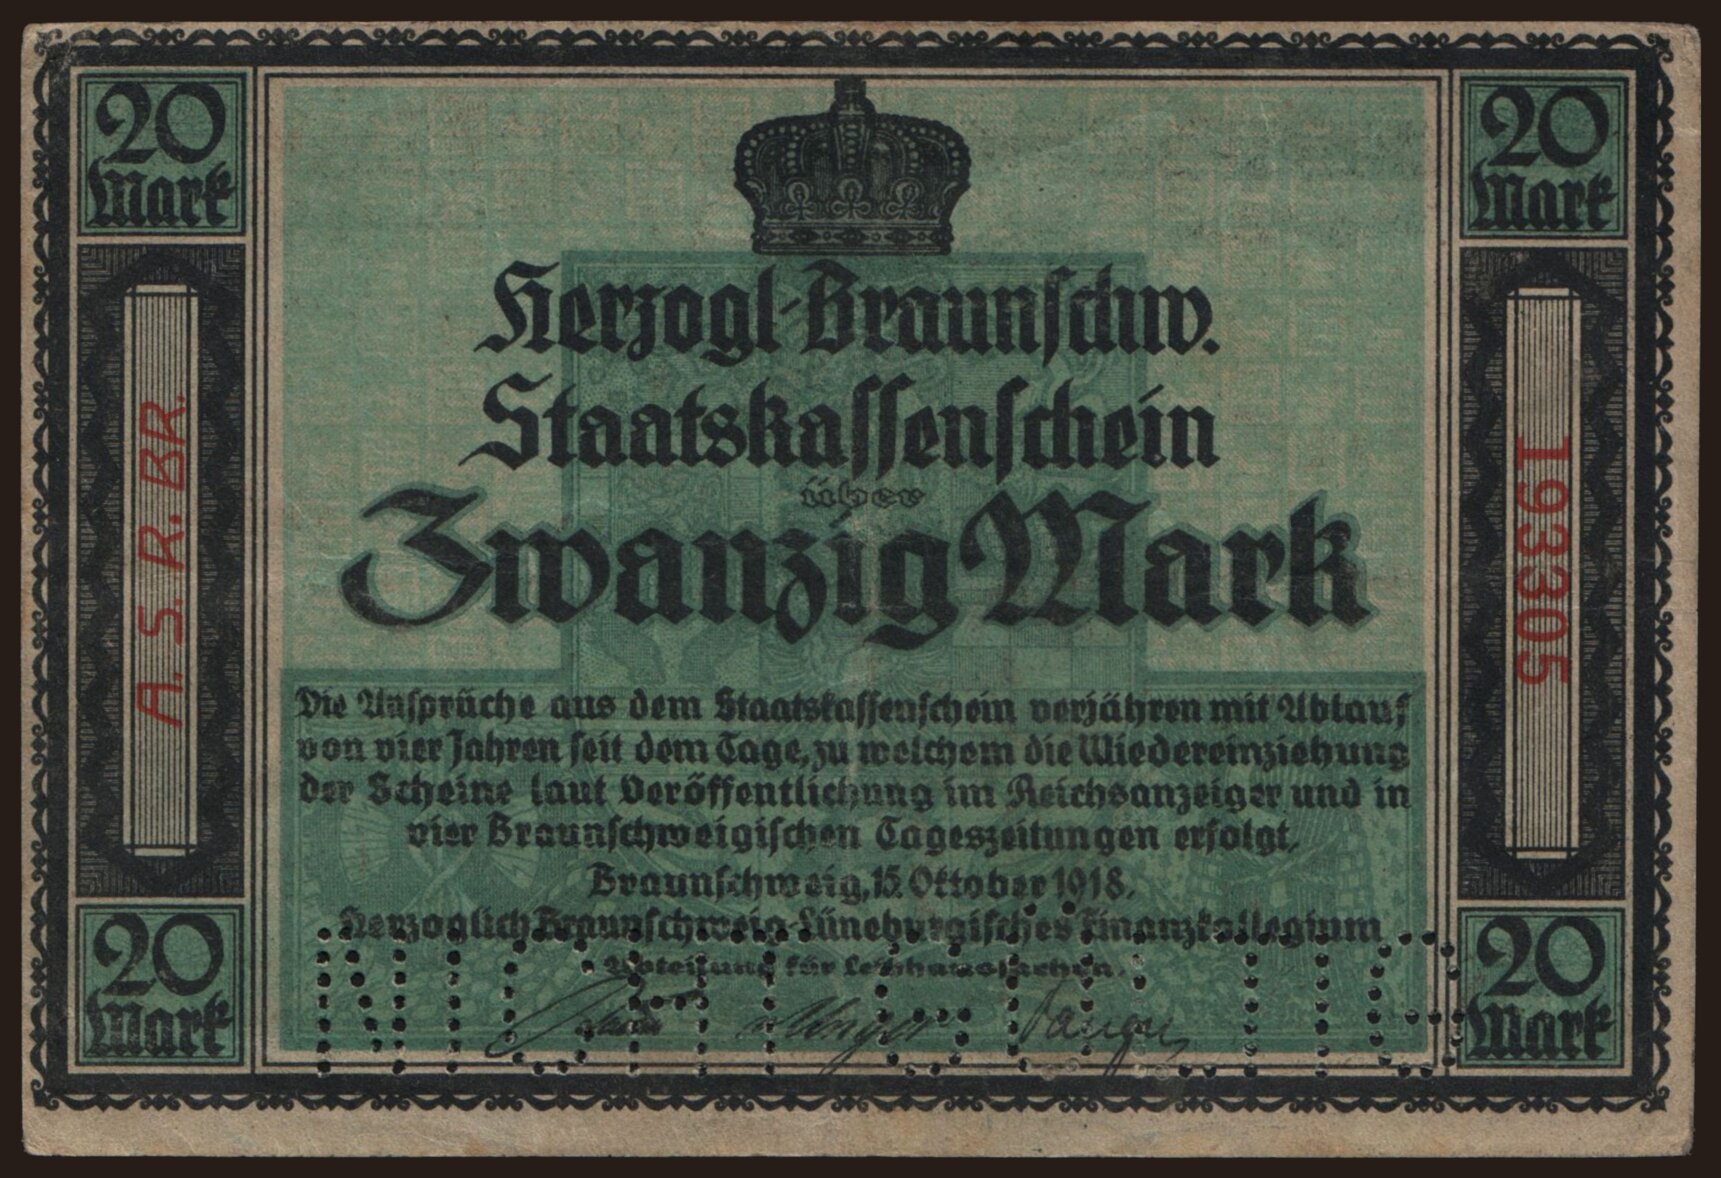 20 Mark
20 Mark
Herzogl-Braunschw.
Staatskassenschein
über
Zwanzig Mark
A. S. R. BR.
193305
Die Ansprüche aus dem Staatskassenschein verjähren mit Ablauf
von vier Jahren seit dem Tage, zu welchem die Wiedereinziehung
der Scheine laut Veröffentlichung im Reichsanzeiger und in
vier Braunschweigischen Tageszeitungen erfolgt.
Braunschweig, 15. Oktober 1918.
Herzoglich Braunschweig-Lüneburgisches Finanzkollegium
Abteilung für Leihhaussachen.
20 Mark
20 Mark